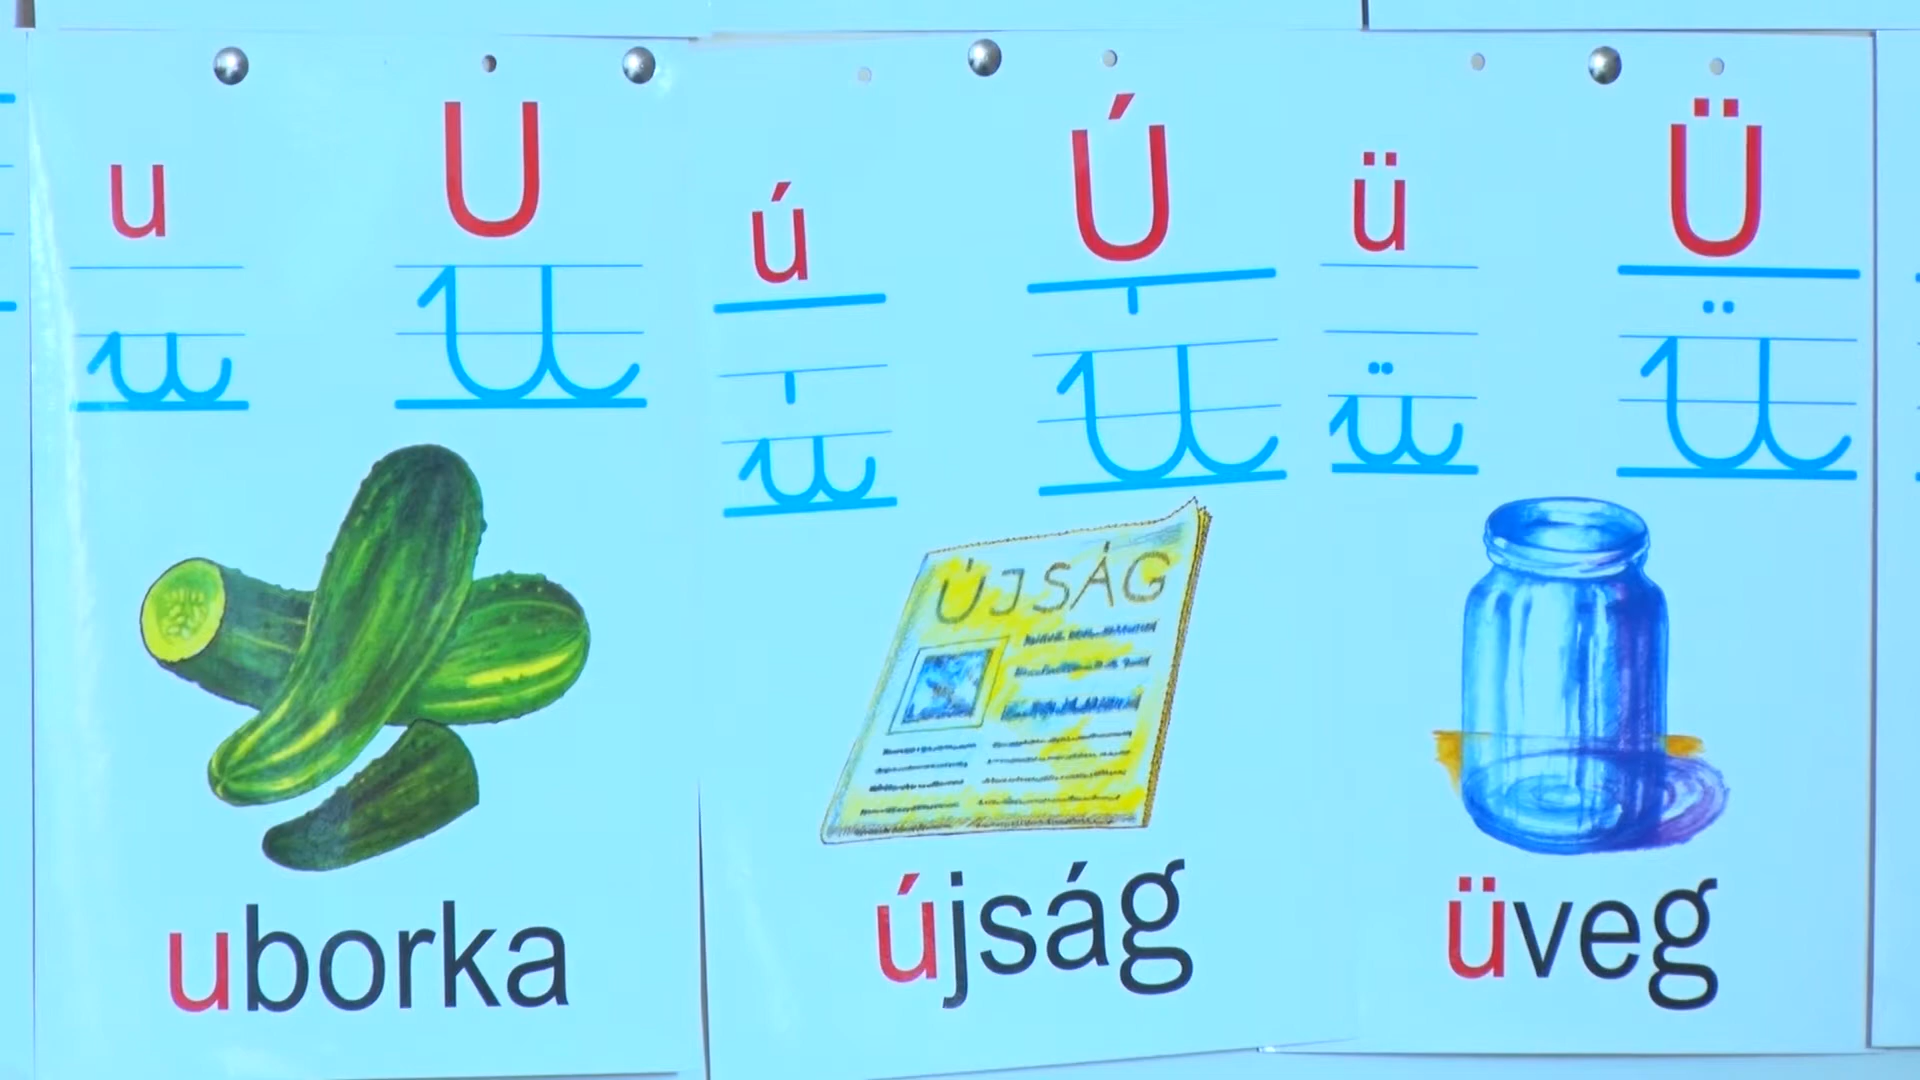 u U
u U
uborka
ú Ú
ú Ú
ÚJSÁG
újság
ü Ü
ü Ü
üveg